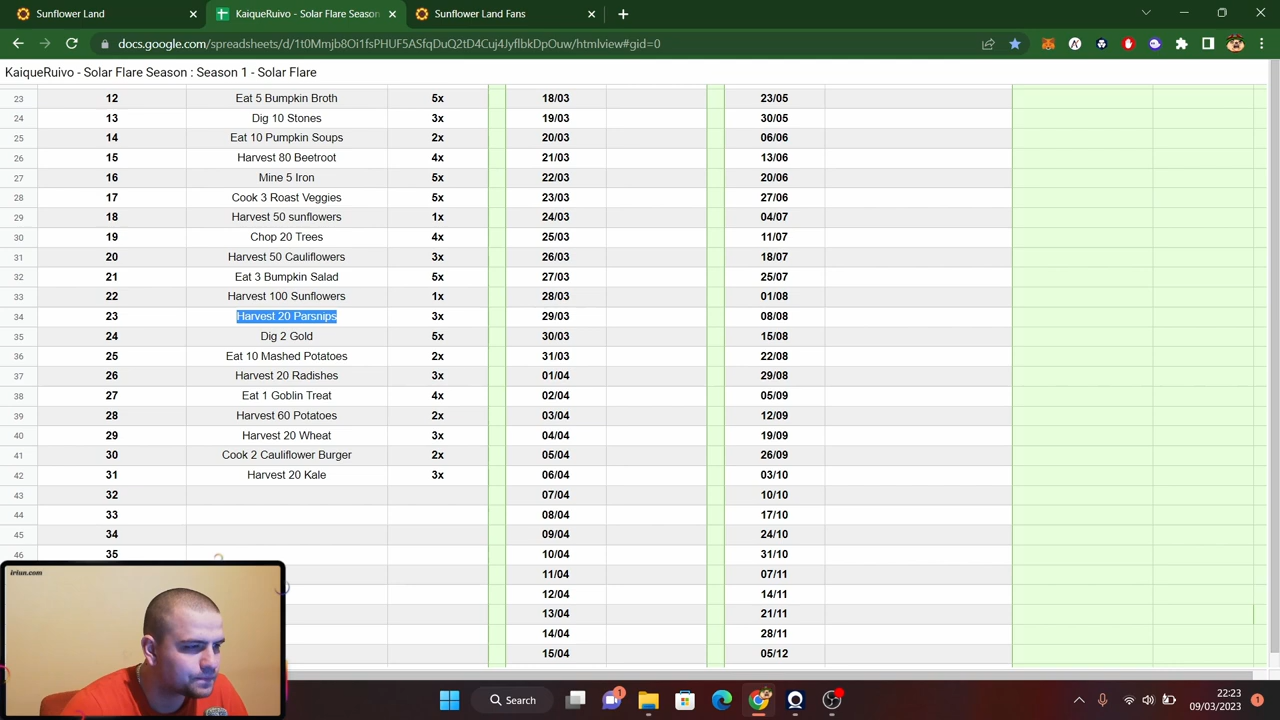 Sunflower Land
KaiqueRuivo - Solar Flare Season
Sunflower Land Fans
docs.google.com/spreadsheets/d/1t0Mmjb8Oi1fsPHUF5ASfqDuQ2tD4Cuj4JyflbkDpOuw/htmlview#gid=0
KaiqueRuivo - Solar Flare Season : Season 1 - Solar Flare
23 12 Eat 5 Bumpkin Broth 5x 18/03 23/05
24 13 Dig 10 Stones 3x 19/03 30/05
25 14 Eat 10 Pumpkin Soups 2x 20/03 06/06
26 15 Harvest 80 Beetroot 4x 21/03 13/06
27 16 Mine 5 Iron 5x 22/03 20/06
28 17 Cook 3 Roast Veggies 5x 23/03 27/06
29 18 Harvest 50 sunflowers 1x 24/03 04/07
30 19 Chop 20 Trees 4x 25/03 11/07
31 20 Harvest 50 Cauliflowers 3x 26/03 18/07
32 21 Eat 3 Bumpkin Salad 5x 27/03 25/07
33 22 Harvest 100 Sunflowers 1x 28/03 01/08
34 23 Harvest 20 Parsnips 3x 29/03 08/08
35 24 Dig 2 Gold 5x 30/03 15/08
36 25 Eat 10 Mashed Potatoes 2x 31/03 22/08
37 26 Harvest 20 Radishes 3x 01/04 29/08
38 27 Eat 1 Goblin Treat 4x 02/04 05/09
39 28 Harvest 60 Potatoes 2x 03/04 12/09
40 29 Harvest 20 Wheat 3x 04/04 19/09
41 30 Cook 2 Cauliflower Burger 2x 05/04 26/09
42 31 Harvest 20 Kale 3x 06/04 03/10
43 32 07/04 10/10
44 33 08/04 17/10
45 34 09/04 24/10
46 35 10/04 31/10
11/04 07/11
12/04 14/11
13/04 21/11
14/04 28/11
15/04 05/12
iriun.com
Search
1
22:23
09/03/2023
1